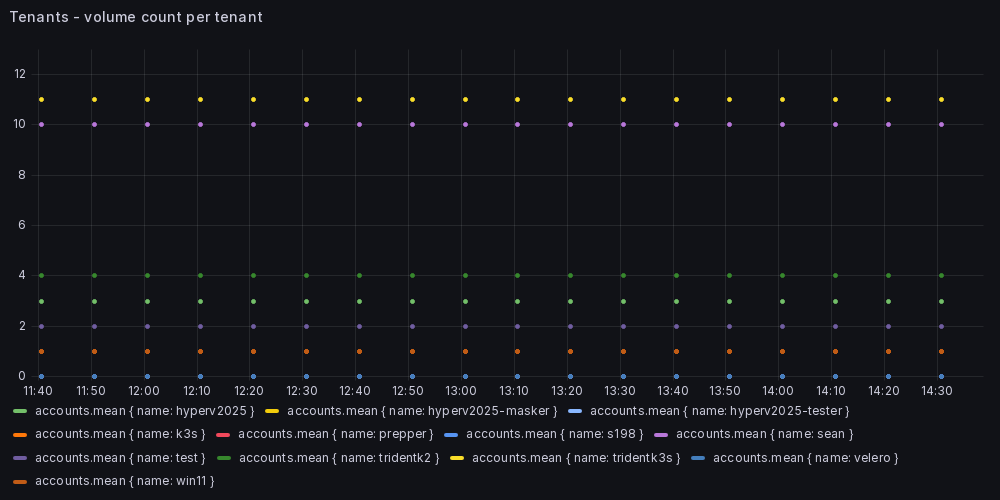 Tenants - volume count per tenant
12
10
8
6
4
2
0
11:40 11:50 12:00 12:10 12:20 12:30 12:40 12:50 13:00 13:10 13:20 13:30 13:40 13:50 14:00 14:10 14:20 14:30
accounts.mean { name: hyperv2025 } accounts.mean { name: hyperv2025-masker } accounts.mean { name: hyperv2025-tester }
accounts.mean { name: k3s } accounts.mean { name: prepper } accounts.mean { name: s198 } accounts.mean { name: sean }
accounts.mean { name: test } accounts.mean { name: tridentk2 } accounts.mean { name: tridentk3s } accounts.mean { name: velero }
accounts.mean { name: win11 }